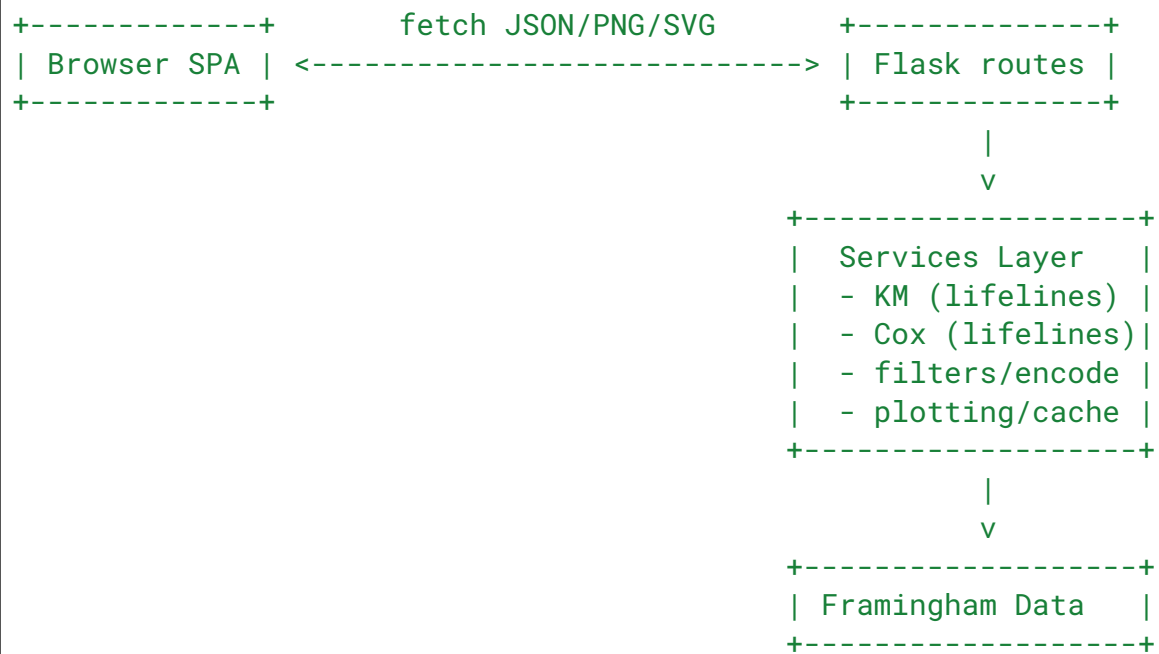 +-------------+       fetch JSON/PNG/SVG       +--------------+
| Browser SPA | <----------------------------> | Flask routes |
+-------------+                                +--------------+
                                                       |
                                                       v
                                            +-------------------+
                                            |  Services Layer   |
                                            |  - KM (lifelines) |
                                            |  - Cox (lifelines)|
                                            |  - filters/encode |
                                            |  - plotting/cache |
                                            +-------------------+
                                                       |
                                                       v
                                            +-------------------+
                                            | Framingham Data   |
                                            +-------------------+